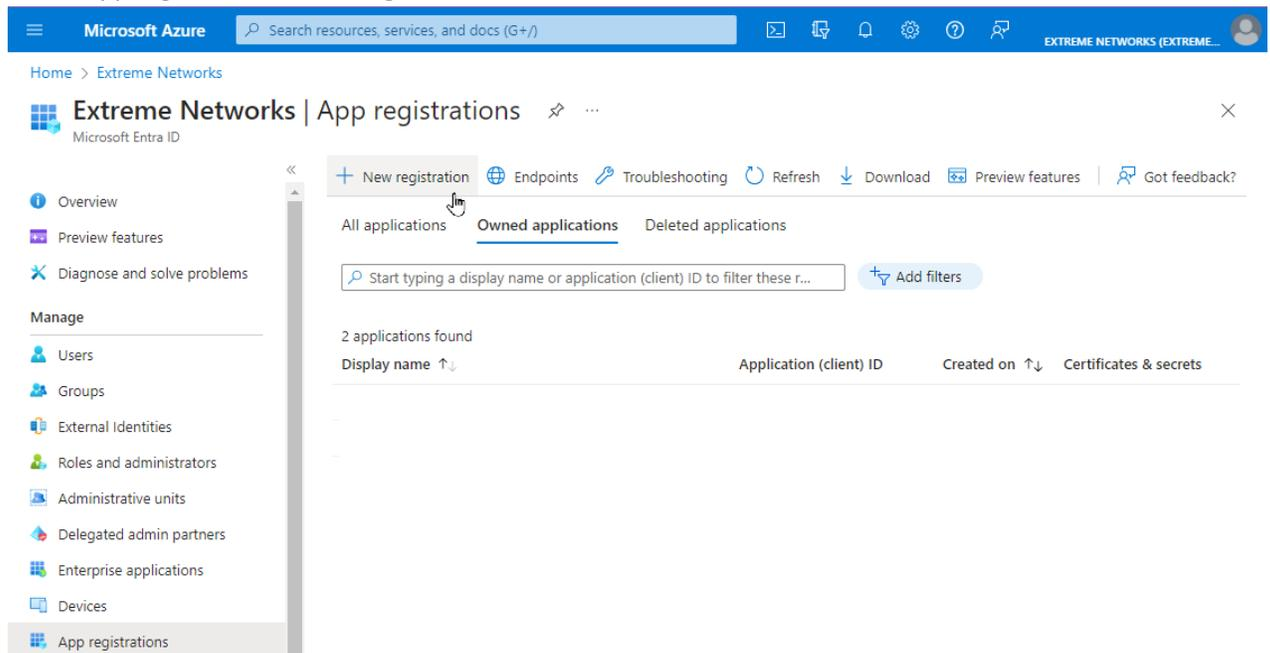 Microsoft Azure
Search resources, services, and docs (G+/)
EXTREME NETWORKS (EXTREME...
Home > Extreme Networks
Extreme Networks | App registrations
Microsoft Entra ID
Overview
Preview features
Diagnose and solve problems
Manage
Users
Groups
External Identities
Roles and administrators
Administrative units
Delegated admin partners
Enterprise applications
Devices
App registrations
New registration Endpoints Troubleshooting Refresh Download Preview features Got feedback?
All applications Owned applications Deleted applications
Start typing a display name or application (client) ID to filter these r... Add filters
2 applications found
Display name Application (client) ID Created on Certificates & secrets